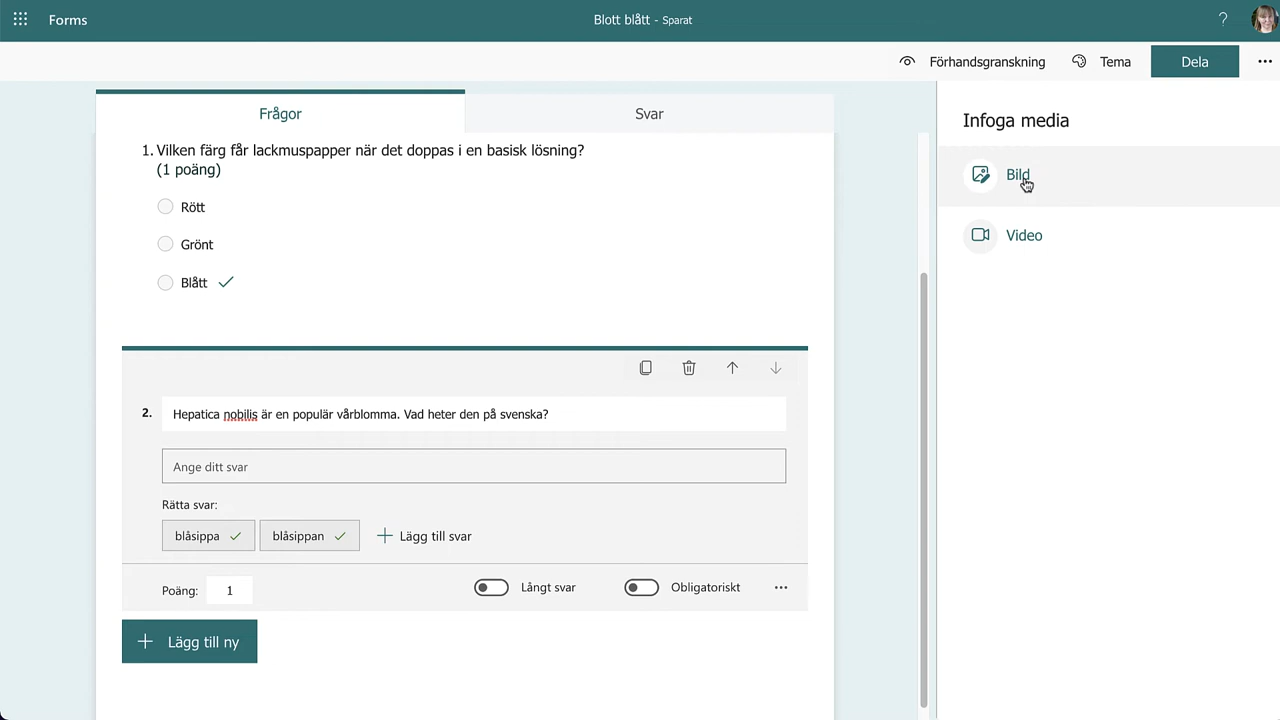 Forms
Blott blått - Sparat
?
Förhandsgranskning
Tema
Dela
Frågor
Svar
Infoga media
1. Vilken färg får lackmuspapper när det doppas i en basisk lösning?
(1 poäng)
Bild
Rött
Video
Grönt
Blått
2. Hepatica nobilis är en populär vårblomma. Vad heter den på svenska?
Ange ditt svar
Rätta svar:
blåsippa
blåsippan
Lägg till svar
Poäng: 1
Långt svar
Obligatoriskt
Lägg till ny